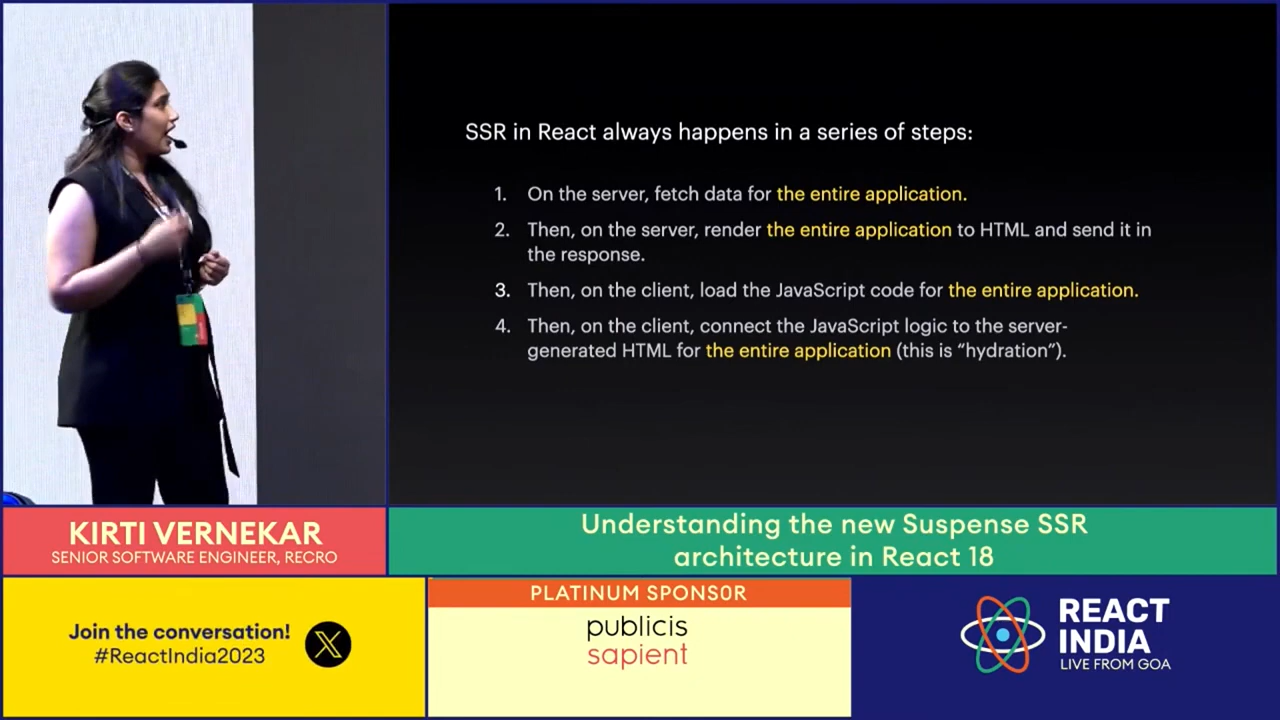 SSR in React always happens in a series of steps:
1. On the server, fetch data for the entire application.
2. Then, on the server, render the entire application to HTML and send it in
the response.
3. Then, on the client, load the JavaScript code for the entire application.
4. Then, on the client, connect the JavaScript logic to the server-
generated HTML for the entire application (this is “hydration”).
KIRTI VERNEKAR
SENIOR SOFTWARE ENGINEER, RECRO
Understanding the new Suspense SSR
architecture in React 18
Join the conversation!
#ReactIndia2023
PLATINUM SPONS0R
publicis
sapient
REACT
INDIA
LIVE FROM GOA